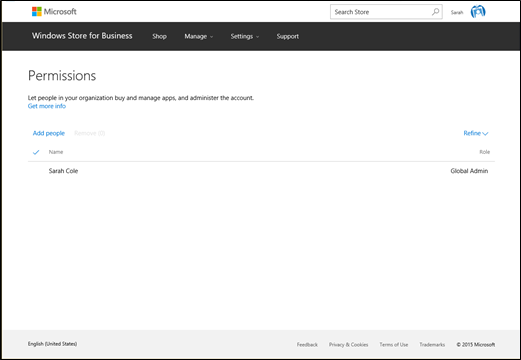 Microsoft
Search Store
Sarah
Windows Store for Business Shop Manage Settings Support
Permissions
Let people in your organization buy and manage apps, and administer the account.
Get more info
Add people Remove (0) Refine
Name Role
Sarah Cole Global Admin
English (United States) Feedback Privacy & Cookies Terms of Use Trademarks © 2015 Microsoft